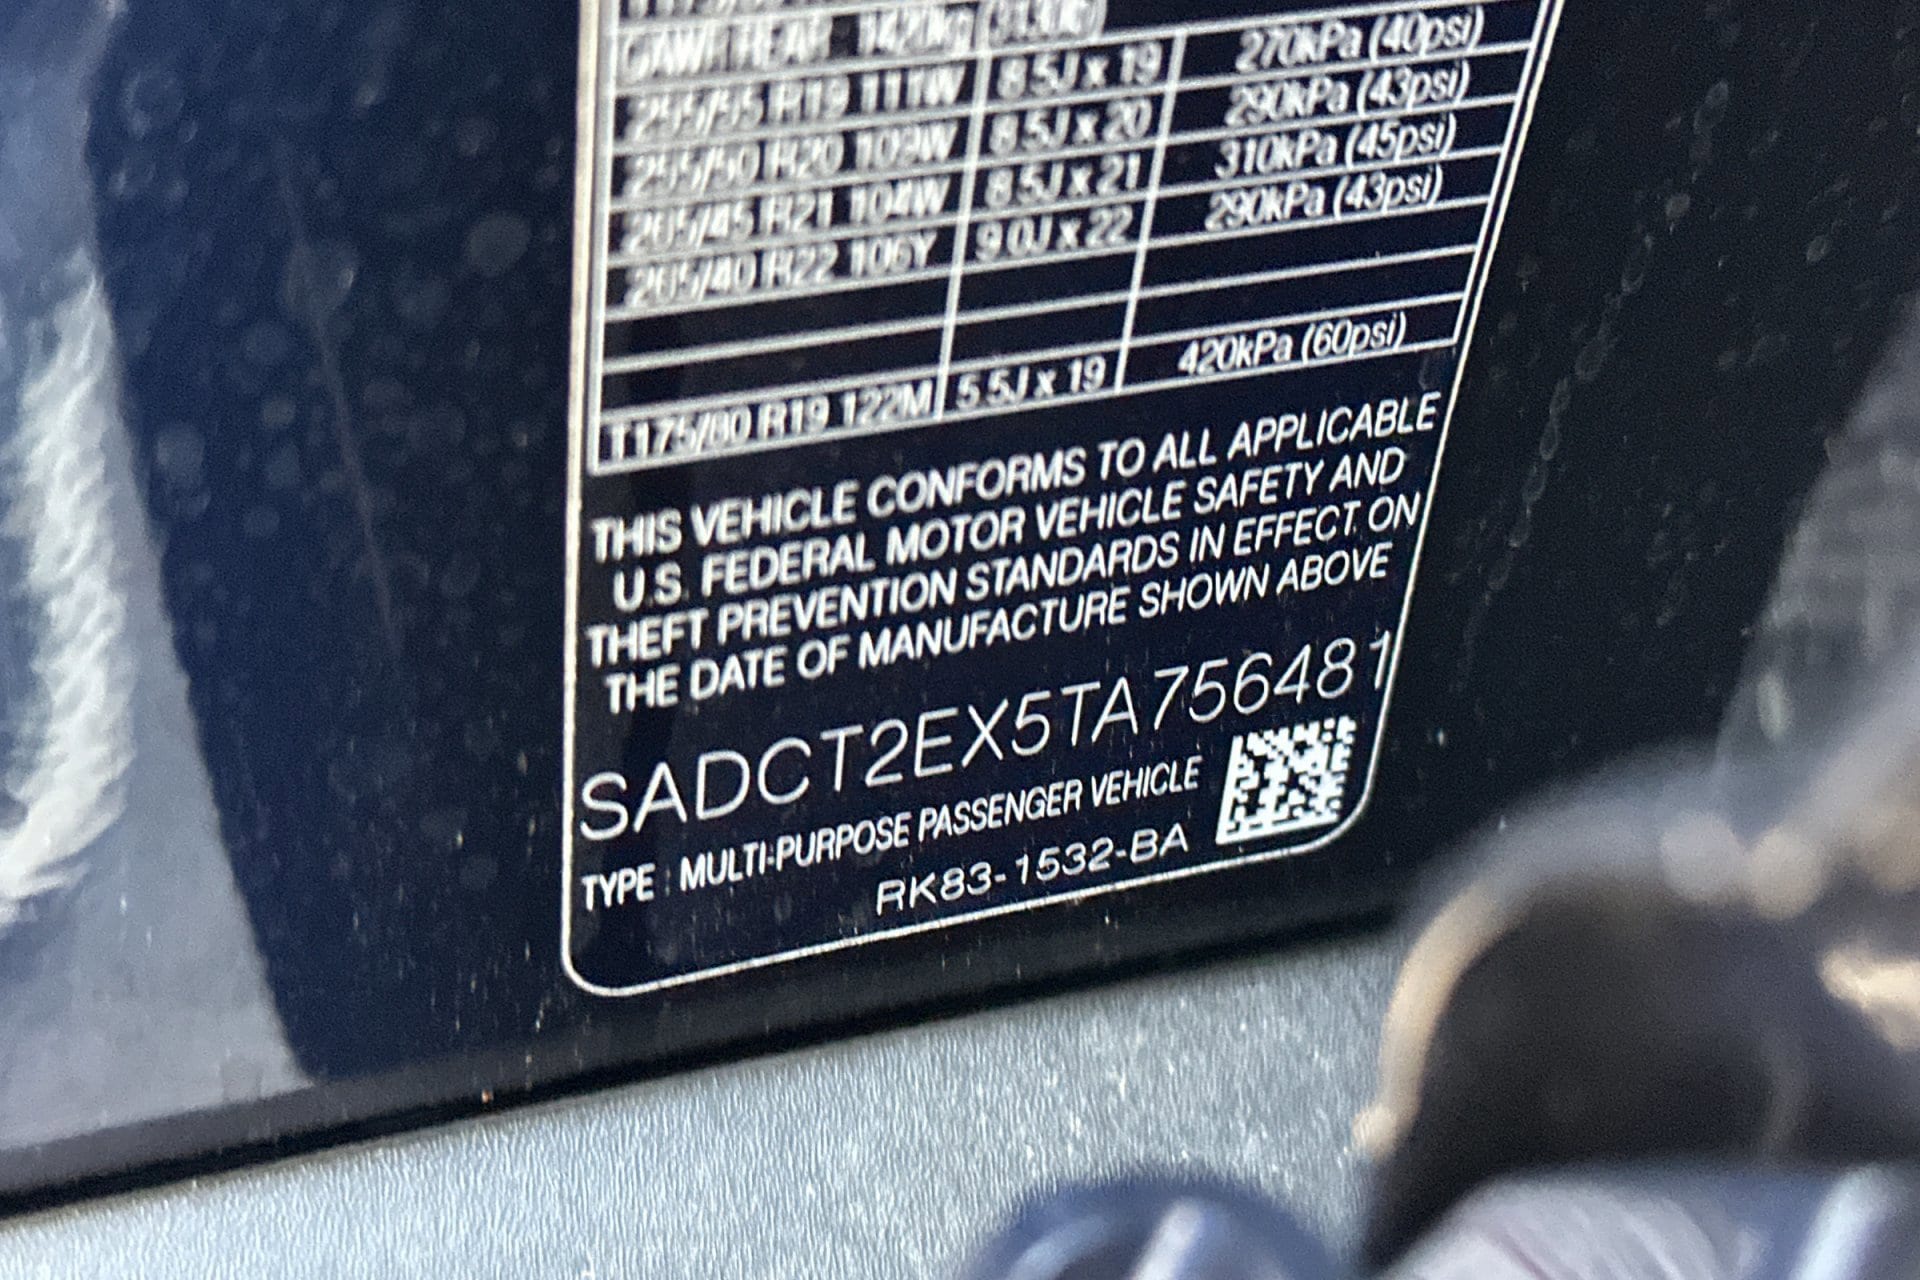 GAWR REAR 1420kg (3130lb)
255/55 R19 111W 8.5J x 19 270kPa (40psi)
255/50 R20 109W 8.5J x 20 290kPa (43psi)
265/45 R21 104W 8.5J x 21 310kPa (45psi)
265/40 R22 106Y 9.0J x 22 290kPa (43psi)
T175/80 R19 122M 5.5J x 19 420kPa (60psi)
THIS VEHICLE CONFORMS TO ALL APPLICABLE
U.S. FEDERAL MOTOR VEHICLE SAFETY AND
THEFT PREVENTION STANDARDS IN EFFECT ON
THE DATE OF MANUFACTURE SHOWN ABOVE
SADCT2EX5TA756481
TYPE : MULTI-PURPOSE PASSENGER VEHICLE
RK83-1532-BA